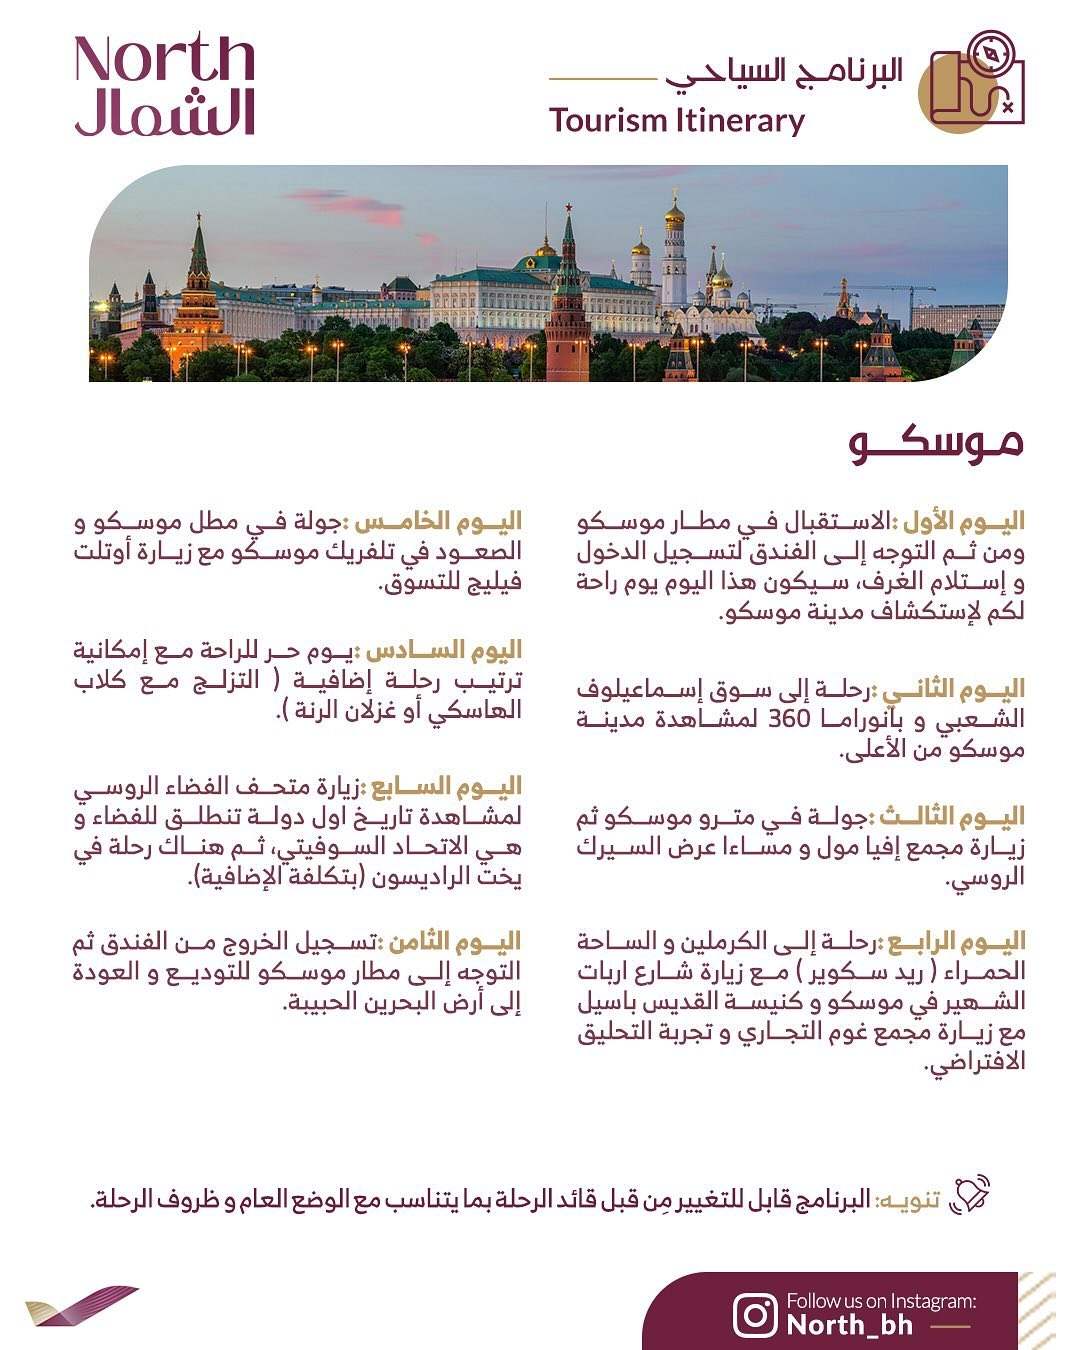 North
الشمال
البرنامج السياحي
Tourism Itinerary
موسكو
اليوم الأول: الاستقبال في مطار موسكو
ومن ثم التوجه إلى الفندق لتسجيل الدخول
و إستلام الغُرف، سيكون هذا اليوم يوم راحة
لكم لإستكشاف مدينة موسكو.
اليوم الثاني: رحلة إلى سوق إسماعيلوف
الشعبي و بانوراما 360 لمشاهدة مدينة
موسكو من الأعلى.
اليوم الثالث: جولة في مترو موسكو ثم
زيارة مجمع إفيا مول و مساءا عرض السيرك
الروسي.
اليوم الرابع: رحلة إلى الكرملين و الساحة
الحمراء ( ريد سكوير ) مع زيارة شارع اربات
الشهير في موسكو و كنيسة القديس باسيل
مع زيارة مجمع غوم التجاري و تجربة التحليق
الافتراضي.
اليوم الخامس: جولة في مطل موسكو و
الصعود في تلفريك موسكو مع زيارة أوتلت
فيليج للتسوق.
اليوم السادس: يوم حر للراحة مع إمكانية
ترتيب رحلة إضافية ( التزلج مع كلاب
الهاسكي أو غزلان الرنة ).
اليوم السابع: زيارة متحف الفضاء الروسي
لمشاهدة تاريخ اول دولة تنطلق للفضاء و
هي الاتحاد السوفيتي، ثم هناك رحلة في
يخت الراديسون (بتكلفة الإضافية).
اليوم الثامن: تسجيل الخروج من الفندق ثم
التوجه إلى مطار موسكو للتوديع و العودة
إلى أرض البحرين الحبيبة.
تنويه: البرنامج قابل للتغيير مِن قبل قائد الرحلة بما يتناسب مع الوضع العام و ظروف الرحلة.
Follow us on Instagram:
North_bh